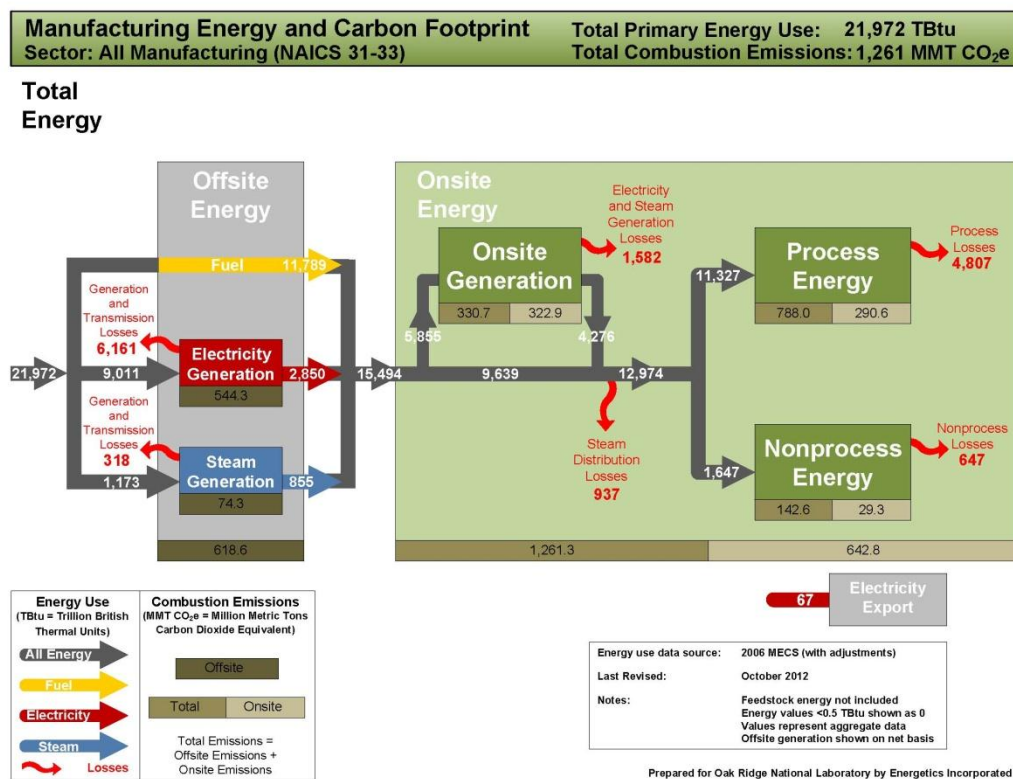 Manufacturing Energy and Carbon Footprint
Sector: All Manufacturing (NAICS 31-33)
Total Primary Energy Use: 21,972 TBtu
Total Combustion Emissions: 1,261 MMT CO₂e
Total
Energy
Offsite
Energy
Onsite
Energy
Fuel
11,789
Generation
and
Transmission
Losses
6,161
21,972
9,011
Electricity
Generation
544.3
2,850
Generation
and
Transmission
Losses
318
1,173
Steam
Generation
74.3
855
618.6
15,494
5,855
Onsite
Generation
330.7
322.9
Electricity
and Steam
Generation
Losses
1,582
4,276
9,639
12,974
Steam
Distribution
Losses
937
11,327
Process
Energy
788.0
290.6
Process
Losses
4,807
1,647
Nonprocess
Energy
142.6
29.3
Nonprocess
Losses
647
1,261.3
642.8
67
Electricity
Export
Energy Use
(TBtu = Trillion British
Thermal Units)
All Energy
Fuel
Electricity
Steam
Losses
Combustion Emissions
(MMT CO₂e = Million Metric Tons
Carbon Dioxide Equivalent)
Offsite
Total
Onsite
Total Emissions =
Offsite Emissions +
Onsite Emissions
Energy use data source: 2006 MECS (with adjustments)
Last Revised: October 2012
Notes: Feedstock energy not included
Energy values <0.5 TBtu shown as 0
Values represent aggregate data
Offsite generation shown on net basis
Prepared for Oak Ridge National Laboratory by Energetics Incorporated